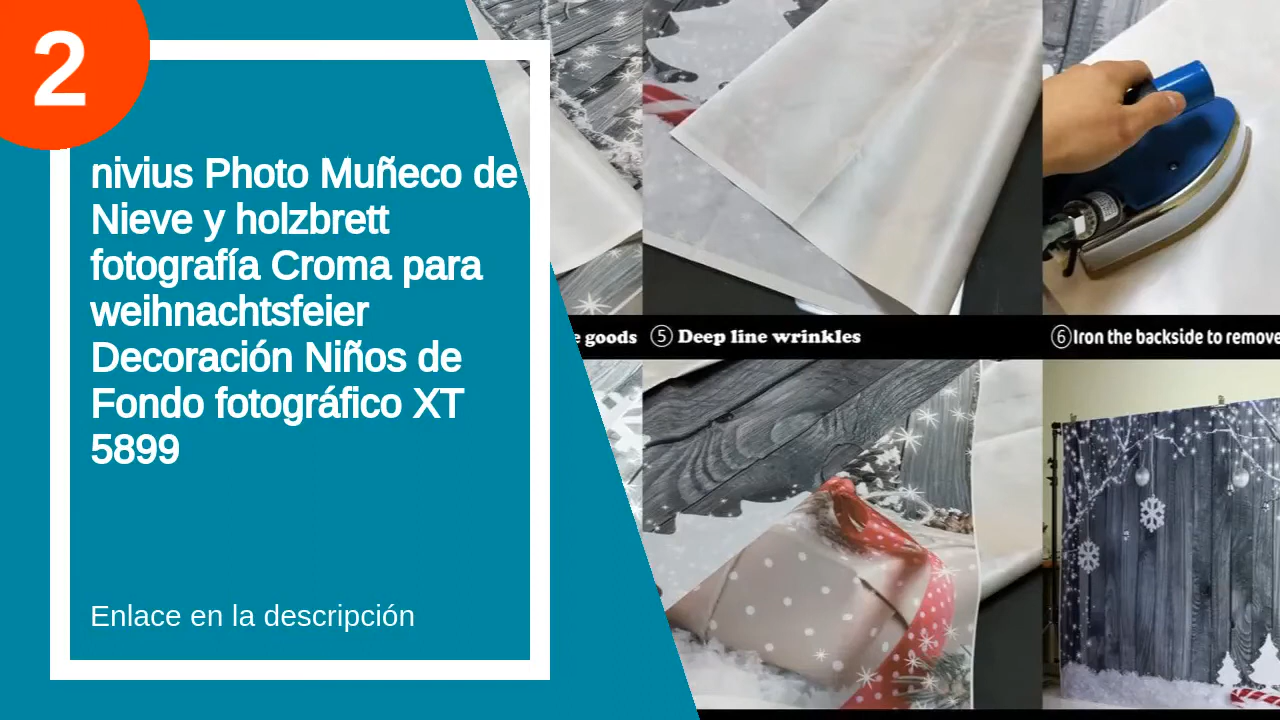 2
nivius Photo Muñeco de
Nieve y holzbrett
fotografía Croma para
weihnachtsfeier
Decoración Niños de
Fondo fotográfico XT
5899
Enlace en la descripción
goods
⑤ Deep line wrinkles
⑥Iron the backside to remove